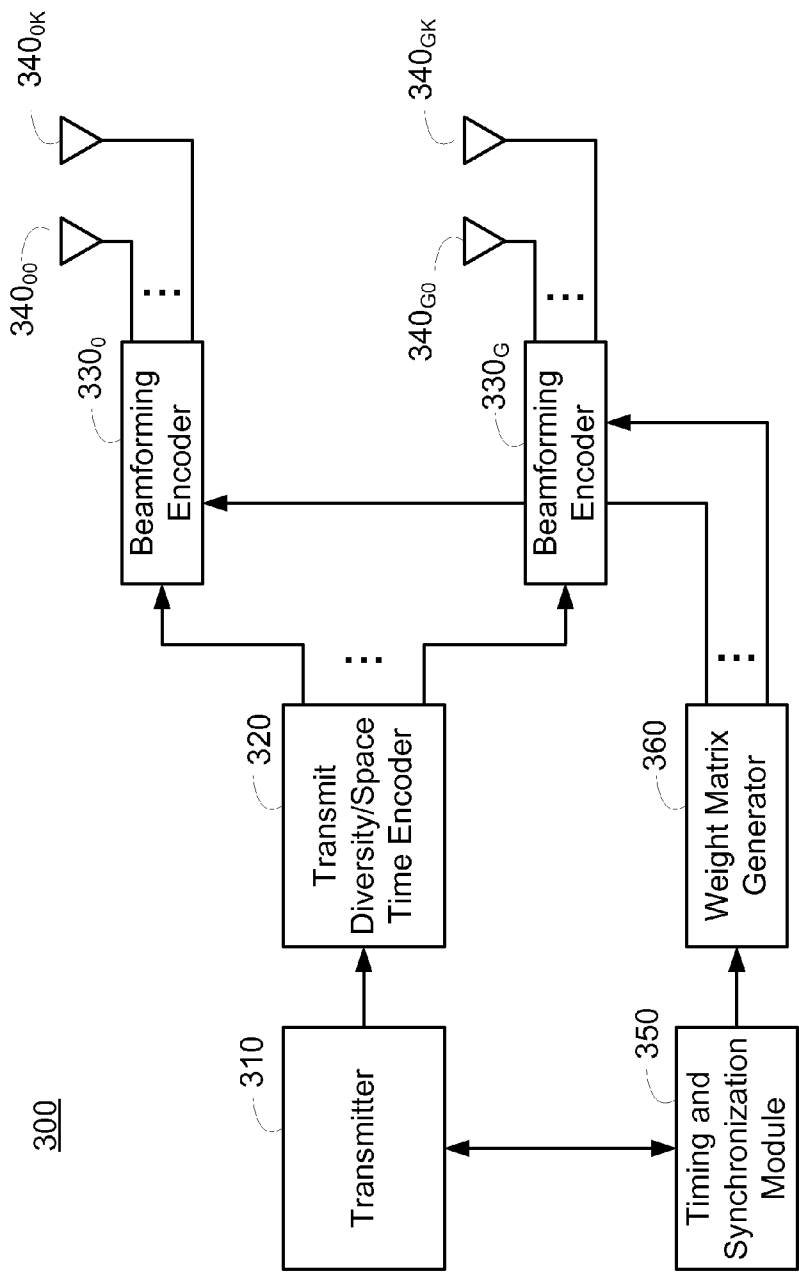 300
310
Transmitter
320
Transmit
Diversity/Space
Time Encoder
330₀
Beamforming
Encoder
340₀₀
...
340₀K
330G
Beamforming
Encoder
340G0
...
340GK
...
350
Timing and
Synchronization
Module
360
Weight Matrix
Generator
...